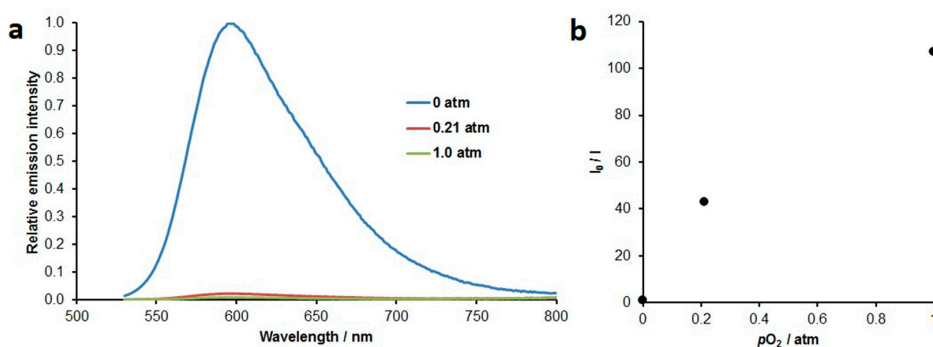 a
Relative emission intensity
1.0
0.9
0.8
0.7
0.6
0.5
0.4
0.3
0.2
0.1
0.0
500 550 600 650 700 750 800
Wavelength / nm
0 atm
0.21 atm
1.0 atm
b
I₀ / I
120
100
80
60
40
20
0
0 0.2 0.4 0.6 0.8 1
pO₂ / atm